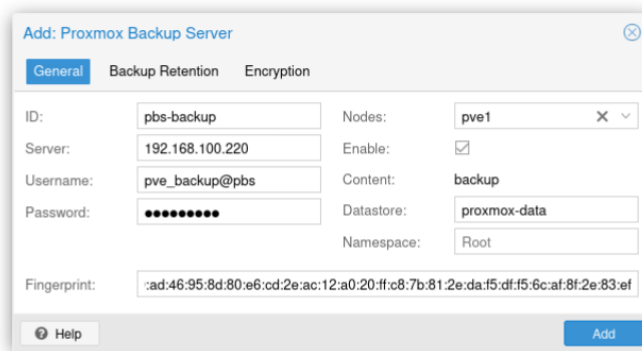 Add: Proxmox Backup Server
General Backup Retention Encryption
ID: pbs-backup Nodes: pve1
Server: 192.168.100.220 Enable:
Username: pve_backup@pbs Content: backup
Password: ●●●●●●●●● Datastore: proxmox-data
Namespace: Root
Fingerprint: :ad:46:95:8d:80:e6:cd:2e:ac:12:a0:20:ff:c8:7b:81:2e:da:f5:df:f5:6c:af:8f:2e:83:ef
Help Add